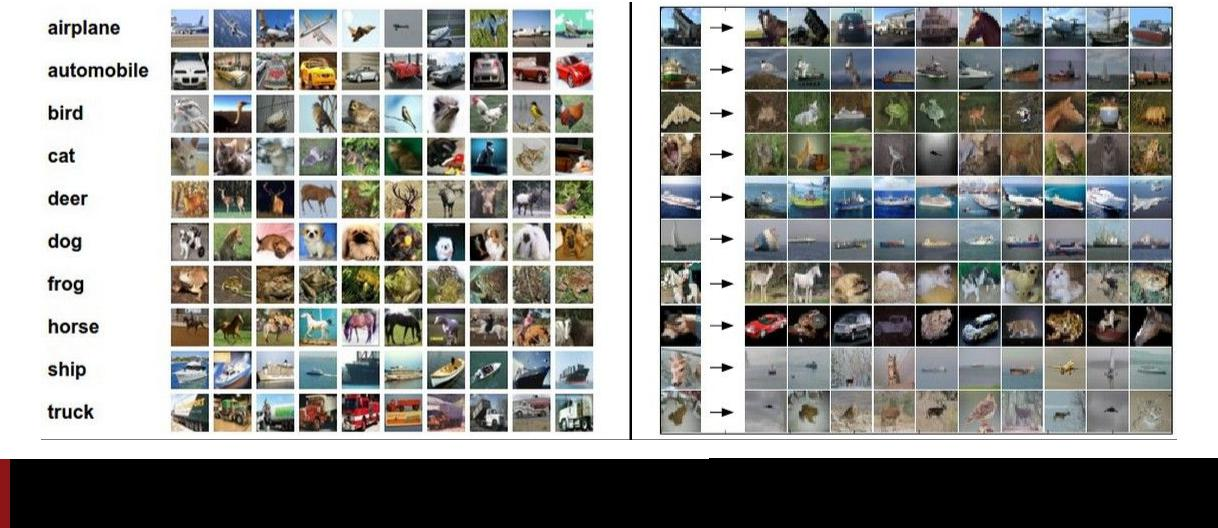 airplane
automobile
bird
cat
deer
dog
frog
horse
ship
truck